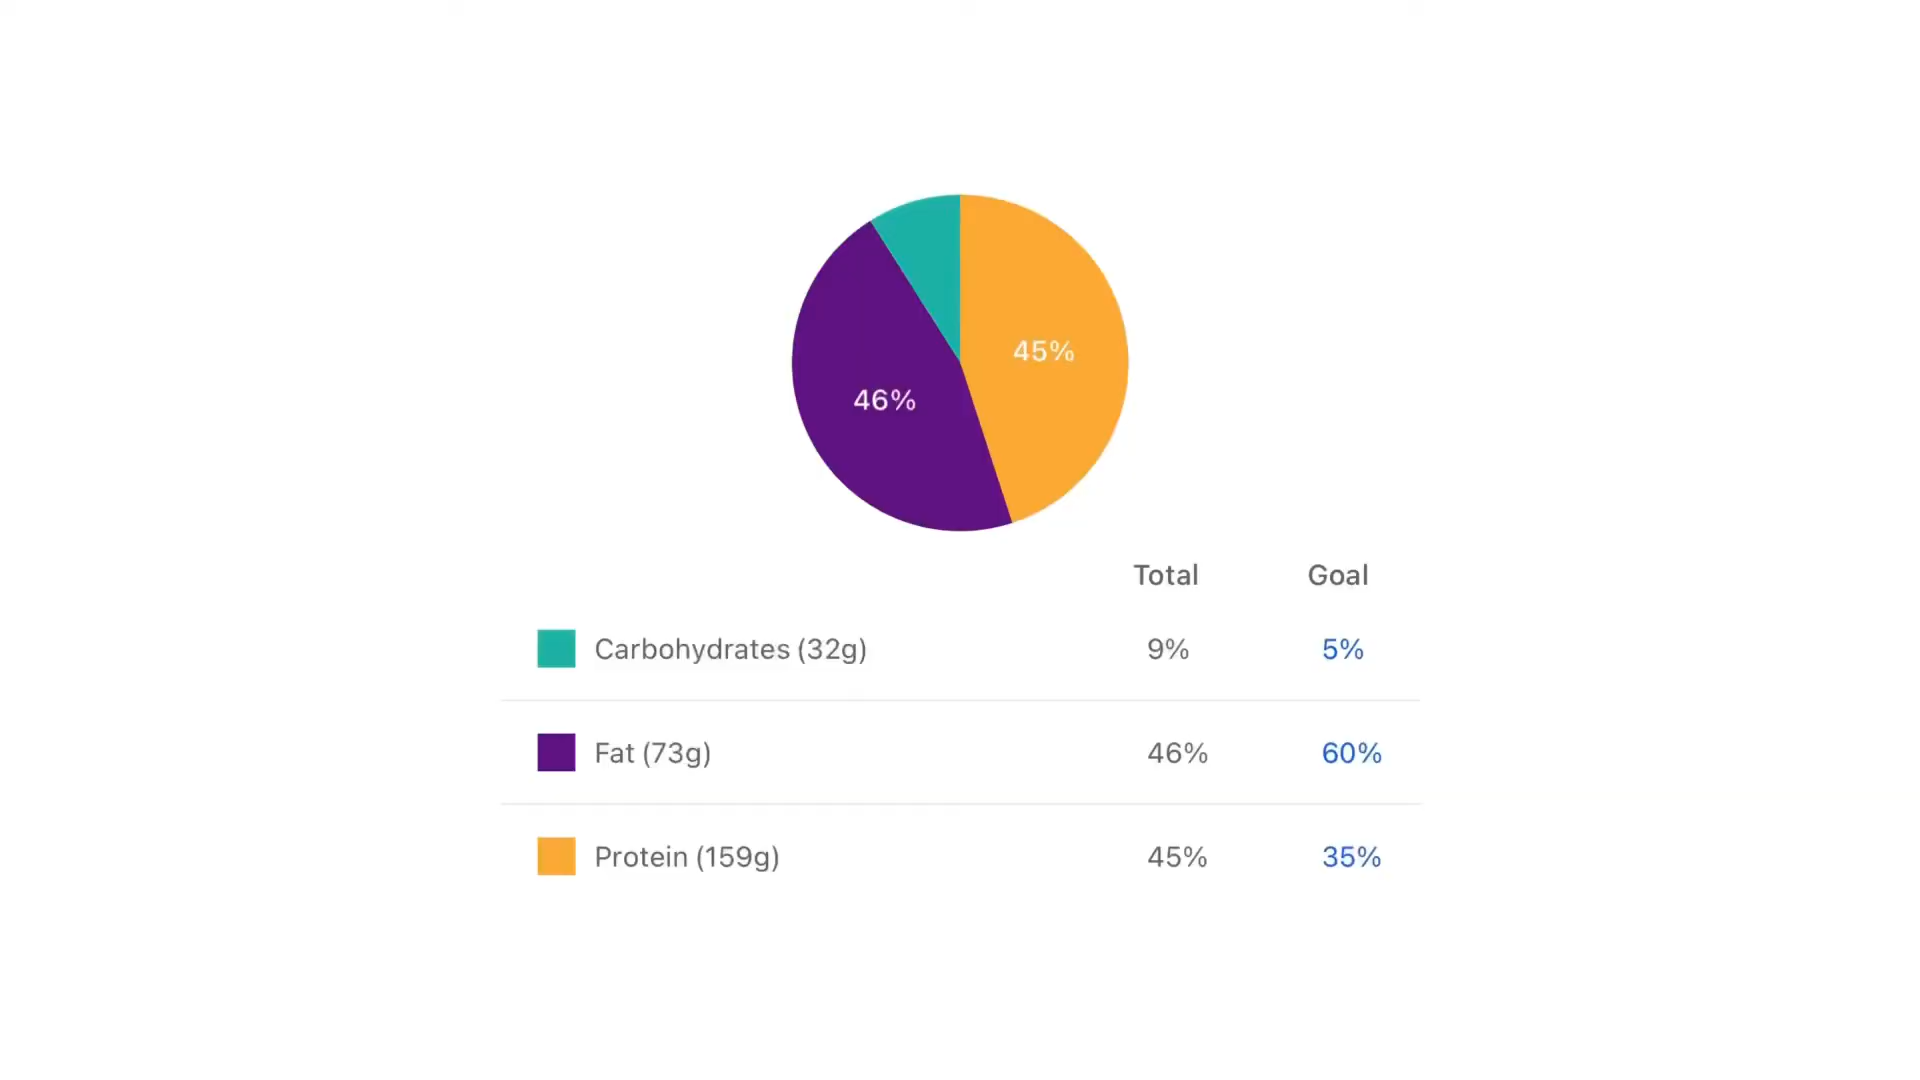 45%
46%
Total Goal
Carbohydrates (32g) 9% 5%
Fat (73g) 46% 60%
Protein (159g) 45% 35%